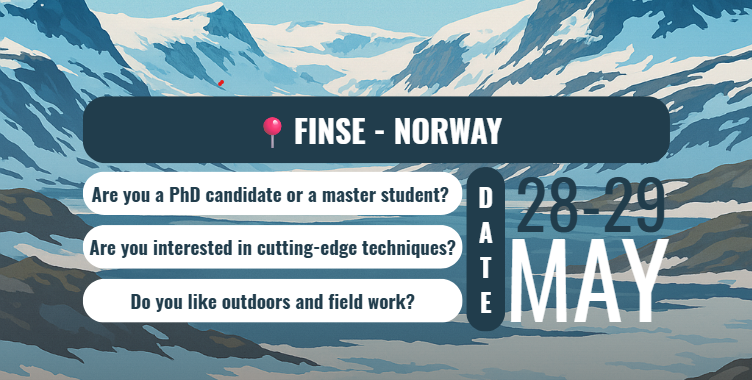 FINSE - NORWAY
Are you a PhD candidate or a master student?
Are you interested in cutting-edge techniques?
Do you like outdoors and field work?
DATE
28-29
MAY